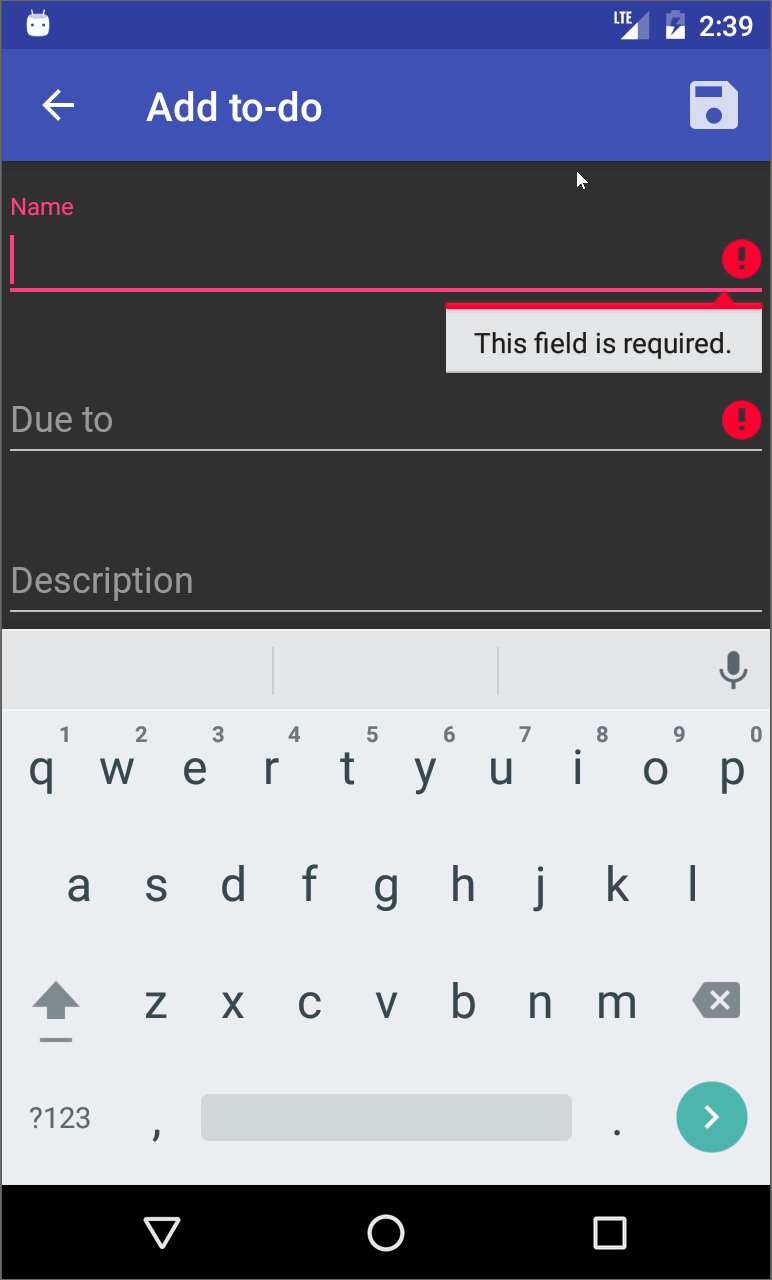 LTE 2:39
Add to-do
Name
This field is required.
Due to
Description
1 2 3 4 5 6 7 8 9 0
q w e r t y u i o p
a s d f g h j k l
z x c v b n m
?123 , .